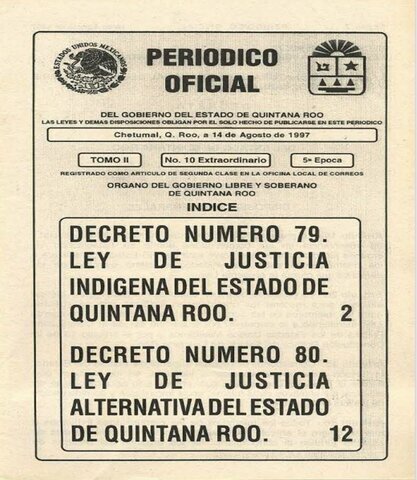 ESTADOS UNIDOS MEXICANOS
PERIODICO
OFICIAL
DEL GOBIERNO DEL ESTADO DE QUINTANA ROO
LAS LEYES Y DEMAS DISPOSICIONES OBLIGAN POR EL SOLO HECHO DE PUBLICARSE EN ESTE PERIODICO
Chetumal, Q. Roo, a 14 de Agosto de 1997
TOMO II
No. 10 Extraordinario
5ª Epoca
REGISTRADO COMO ARTICULO DE SEGUNDA CLASE EN LA OFICINA LOCAL DE CORREOS
ORGANO DEL GOBIERNO LIBRE Y SOBERANO
DE QUINTANA ROO
INDICE
DECRETO NUMERO 79.
LEY DE JUSTICIA
INDIGENA DEL ESTADO DE
QUINTANA ROO. 2
DECRETO NUMERO 80.
LEY DE JUSTICIA
ALTERNATIVA DEL ESTADO
DE QUINTANA ROO. 12